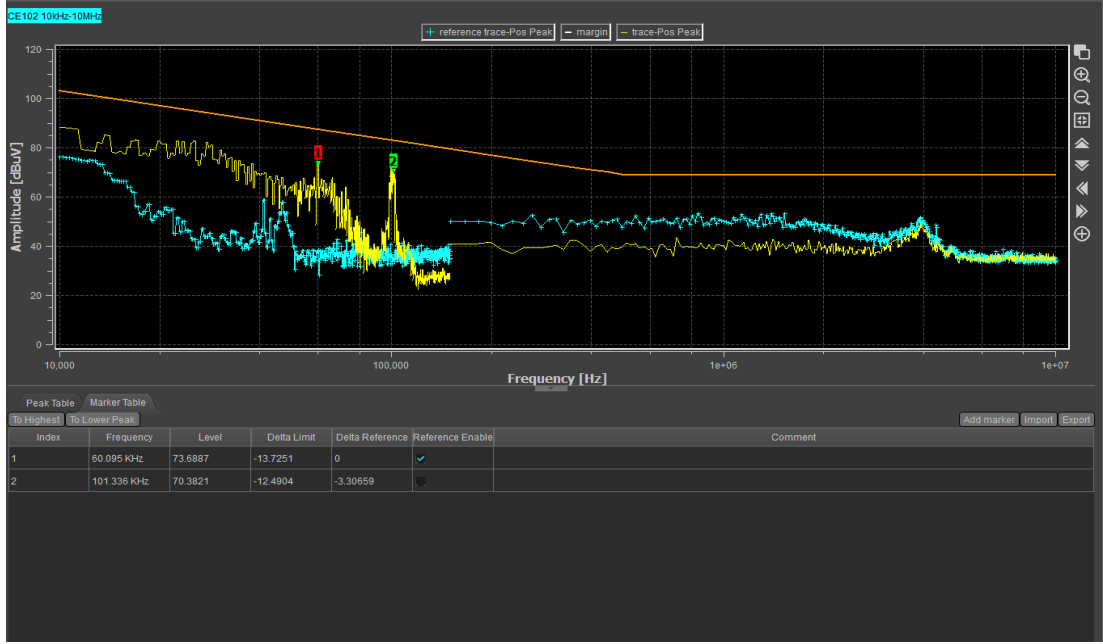 CE102 10kHz-10MHz
reference trace-Pos Peak margin trace-Pos Peak
120
100
80
60
40
20
0
Amplitude [dBuV]
1
2
10,000 100,000 1e+06 1e+07
Frequency [Hz]
Peak Table Marker Table
To Highest To Lower Peak Add marker Import Export
Index Frequency Level Delta Limit Delta Reference Reference Enable Comment
1 60.095 KHz 73.6887 -13.7251 0
2 101.336 KHz 70.3821 -12.4904 -3.30659